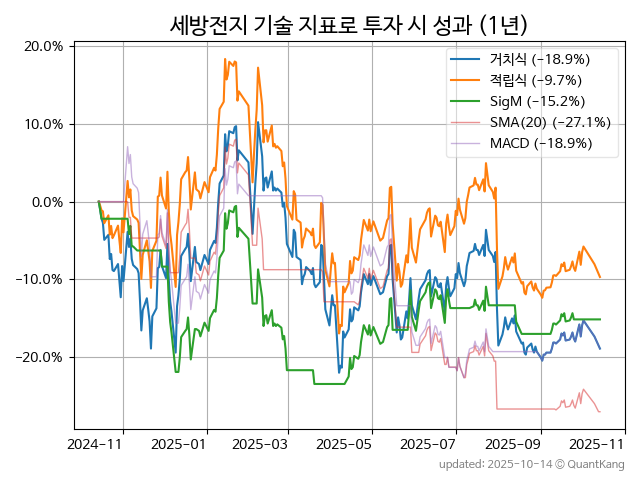 세방전지 기술 지표로 투자 시 성과 (1년)
20.0%
10.0%
0.0%
−10.0%
−20.0%
거치식 (−18.9%)
적립식 (−9.7%)
SigM (−15.2%)
SMA(20) (−27.1%)
MACD (−18.9%)
2024-11
2025-01
2025-03
2025-05
2025-07
2025-09
2025-11
updated: 2025-10-14 © QuantKang